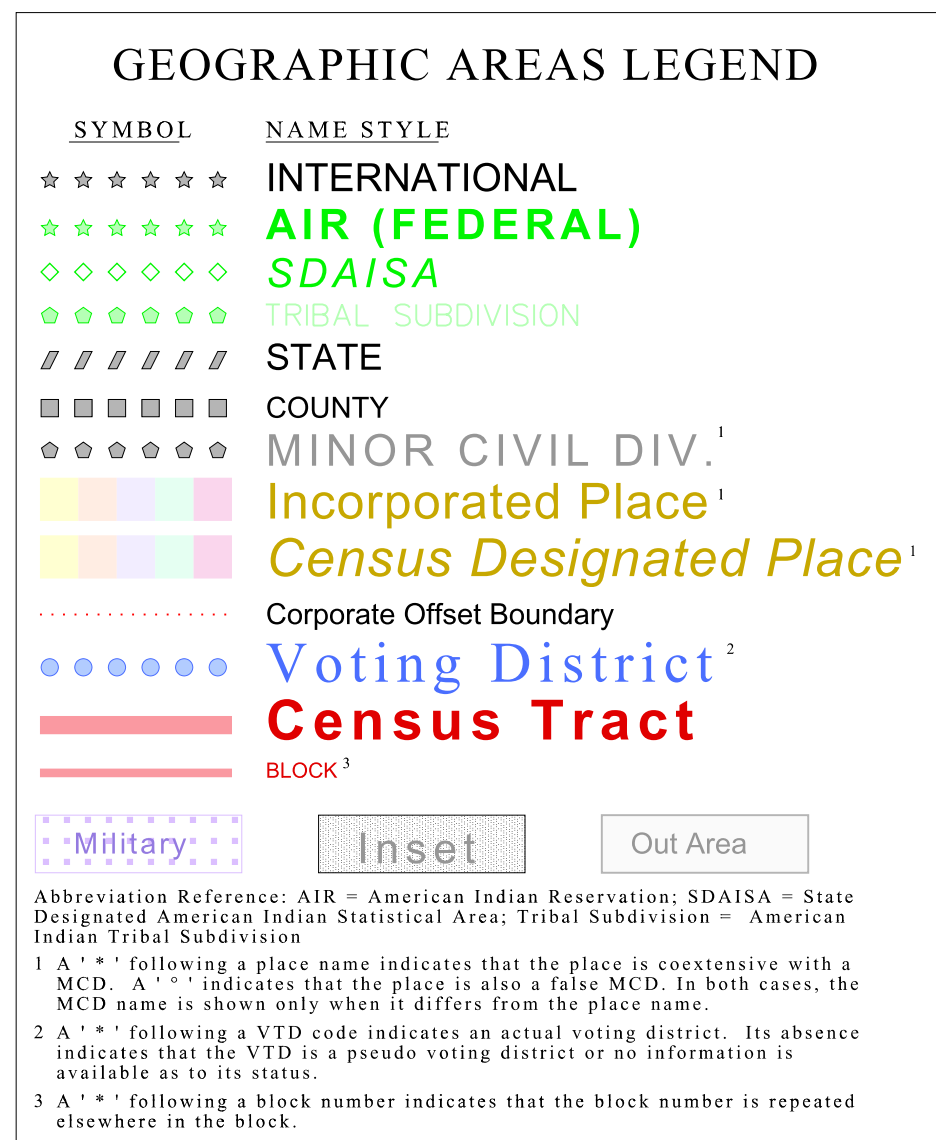 GEOGRAPHIC AREAS LEGEND
SYMBOL NAME STYLE
INTERNATIONAL
AIR (FEDERAL)
SDAISA
TRIBAL SUBDIVISION
STATE
COUNTY
MINOR CIVIL DIV. 1
Incorporated Place 1
Census Designated Place 1
Corporate Offset Boundary
Voting District 2
Census Tract
BLOCK 3
Military Inset Out Area
Abbreviation Reference: AIR = American Indian Reservation; SDAISA = State
Designated American Indian Statistical Area; Tribal Subdivision = American
Indian Tribal Subdivision
1 A ' * ' following a place name indicates that the place is coextensive with a
MCD. A ' ° ' indicates that the place is also a false MCD. In both cases, the
MCD name is shown only when it differs from the place name.
2 A ' * ' following a VTD code indicates an actual voting district. Its absence
indicates that the VTD is a pseudo voting district or no information is
available as to its status.
3 A ' * ' following a block number indicates that the block number is repeated
elsewhere in the block.